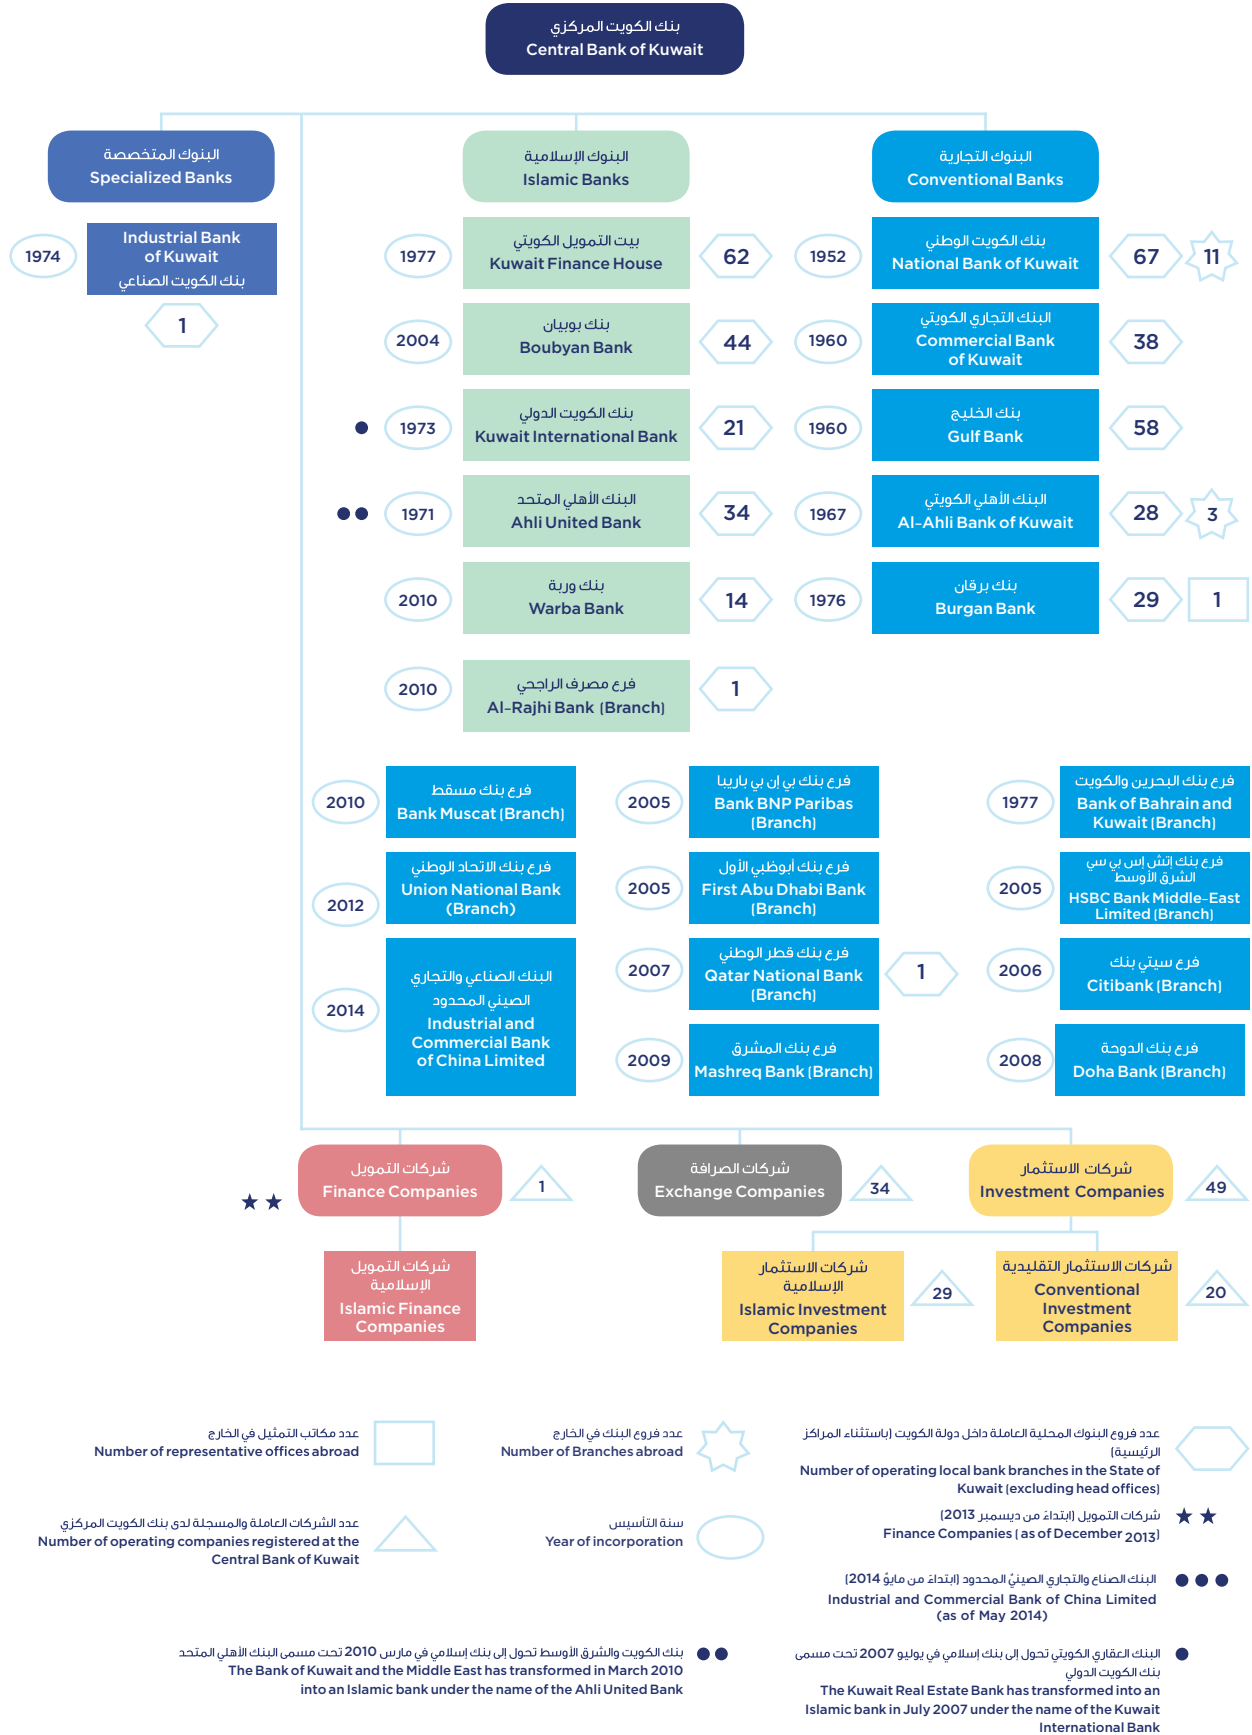 بنك الكويت المركزي
Central Bank of Kuwait
البنوك المتخصصة
Specialized Banks
البنوك الإسلامية
Islamic Banks
البنوك التجارية
Conventional Banks
1974
Industrial Bank
of Kuwait
بنك الكويت الصناعي
1
1977
بيت التمويل الكويتي
Kuwait Finance House
62
1952
بنك الكويت الوطني
National Bank of Kuwait
67
11
2004
بنك بوبيان
Boubyan Bank
44
1960
البنك التجاري الكويتي
Commercial Bank
of Kuwait
38
1973
بنك الكويت الدولي
Kuwait International Bank
21
1960
بنك الخليج
Gulf Bank
58
1971
البنك الأهلي المتحد
Ahli United Bank
34
1967
البنك الأهلي الكويتي
Al-Ahli Bank of Kuwait
28
3
2010
بنك وربة
Warba Bank
14
1976
بنك برقان
Burgan Bank
29
1
2010
فرع مصرف الراجحي
Al-Rajhi Bank (Branch)
1
2010
فرع بنك مسقط
Bank Muscat (Branch)
2005
فرع بنك بي إن بي باريبا
Bank BNP Paribas
(Branch)
1977
فرع بنك البحرين والكويت
Bank of Bahrain and
Kuwait (Branch)
2012
فرع بنك الاتحاد الوطني
Union National Bank
(Branch)
2005
فرع بنك أبوظبي الأول
First Abu Dhabi Bank
(Branch)
2005
فرع بنك إتش إس بي سي
الشرق الأوسط
HSBC Bank Middle-East
Limited (Branch)
2014
البنك الصناعي والتجاري
الصيني المحدود
Industrial and
Commercial Bank
of China Limited
2007
فرع بنك قطر الوطني
Qatar National Bank
(Branch)
1
2006
فرع سيتي بنك
Citibank (Branch)
2009
فرع بنك المشرق
Mashreq Bank (Branch)
2008
فرع بنك الدوحة
Doha Bank (Branch)
★ ★
شركات التمويل
Finance Companies
1
شركات الصرافة
Exchange Companies
34
شركات الاستثمار
Investment Companies
49
شركات التمويل
الإسلامية
Islamic Finance
Companies
شركات الاستثمار
الإسلامية
Islamic Investment
Companies
29
شركات الاستثمار التقليدية
Conventional
Investment
Companies
20
عدد مكاتب التمثيل في الخارج
Number of representative offices abroad
عدد فروع البنك في الخارج
Number of Branches abroad
عدد فروع البنوك المحلية العاملة داخل دولة الكويت (باستثناء المراكز
الرئيسية)
Number of operating local bank branches in the State of
Kuwait (excluding head offices)
عدد الشركات العاملة والمسجلة لدى بنك الكويت المركزي
Number of operating companies registered at the
Central Bank of Kuwait
سنة التأسيس
Year of incorporation
شركات التمويل (ابتداءً من ديسمبر 2013)
Finance Companies ( as of December 2013)
★ ★
البنك الصناع والتجاري الصينيً المحدود (ابتداءً من مايوً 2014)
Industrial and Commercial Bank of China Limited
(as of May 2014)
بنك الكويت والشرق الأوسط تحول إلى بنك إسلامي في مارس 2010 تحت مسمى البنك الأهلي المتحد
The Bank of Kuwait and the Middle East has transformed in March 2010
into an Islamic bank under the name of the Ahli United Bank
البنك العقاري الكويتي تحول إلى بنك إسلامي في يوليو 2007 تحت مسمى
بنك الكويت الدولي
The Kuwait Real Estate Bank has transformed into an
Islamic bank in July 2007 under the name of the Kuwait
International Bank